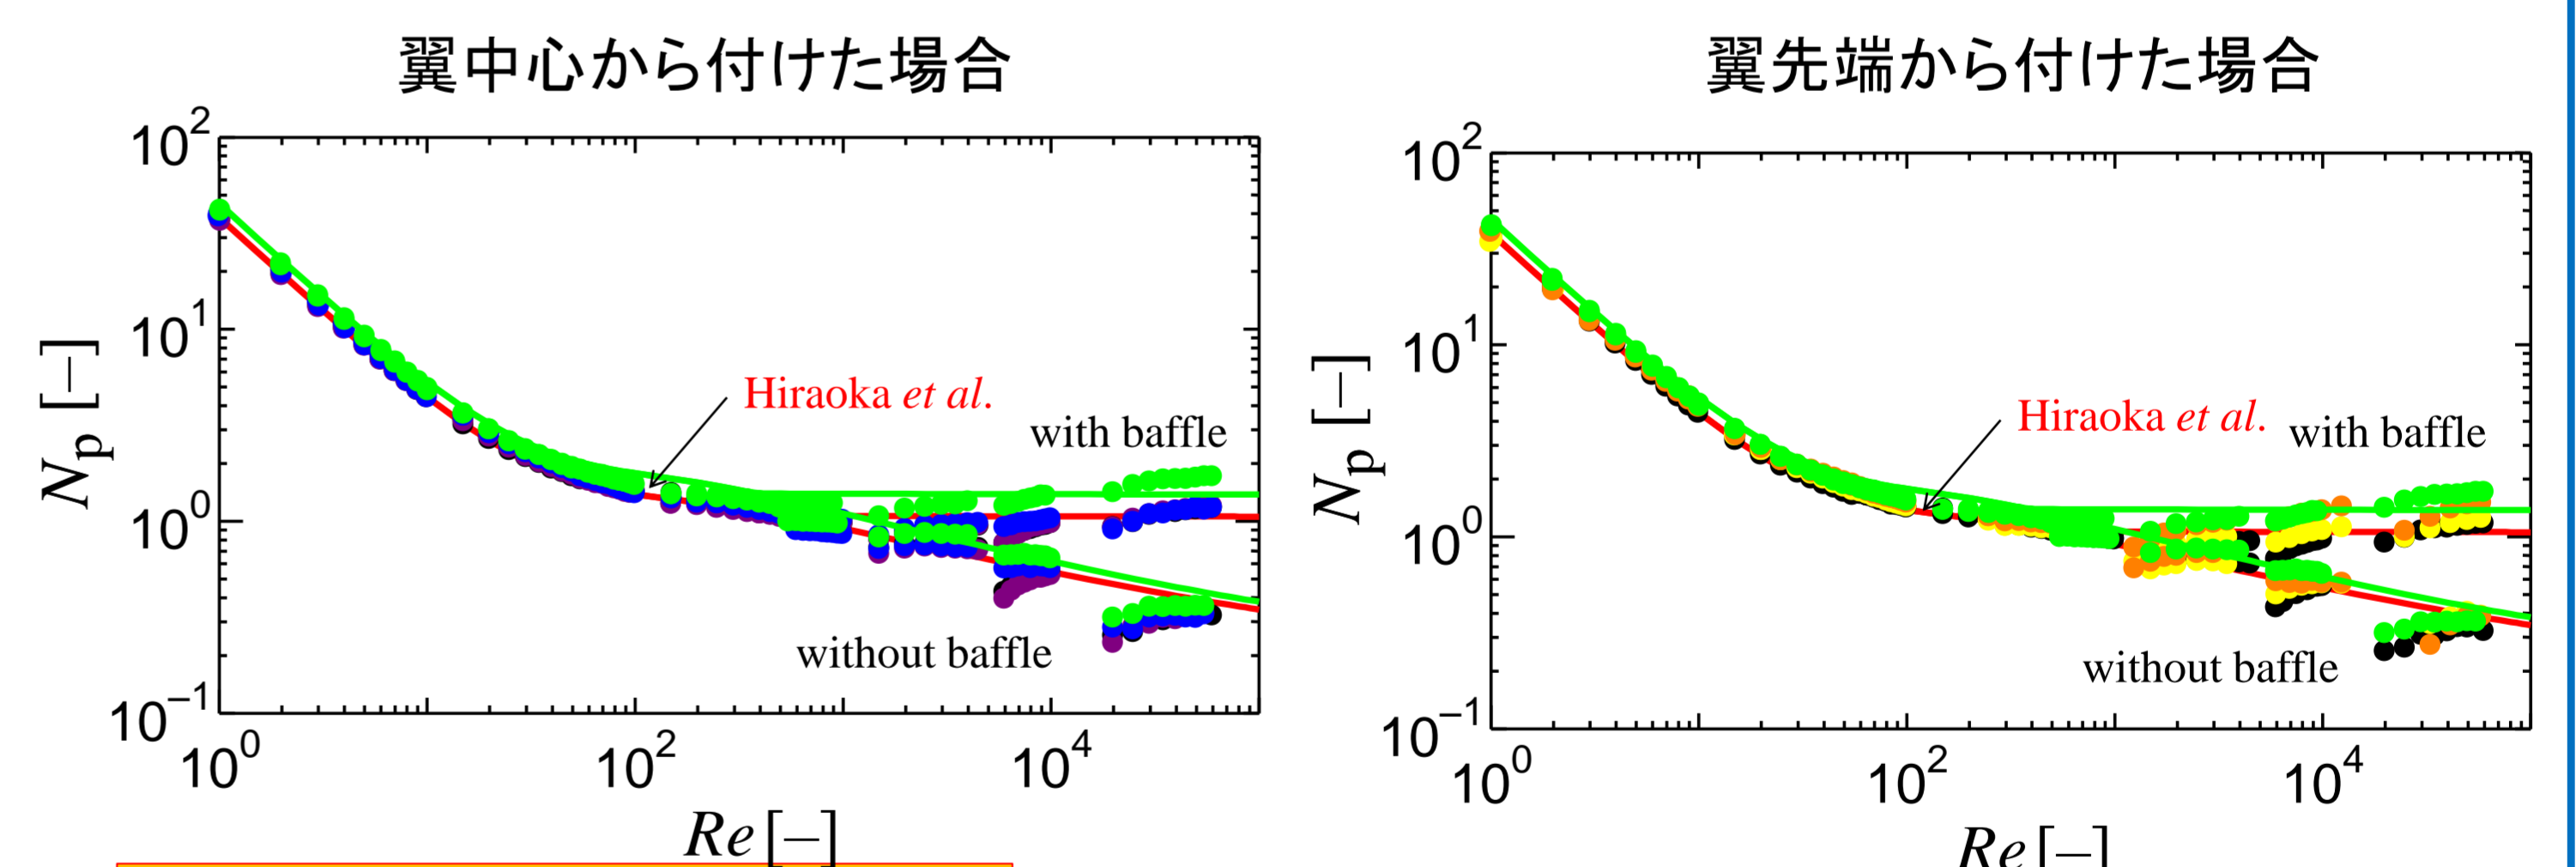 翼中心から付けた場合
10^2
10^1
10^0
10^−1
N_p [−]
Hiraoka et al.
with baffle
without baffle
10^0
10^2
10^4
Re [−]
翼先端から付けた場合
10^2
10^1
10^0
10^−1
N_p [−]
Hiraoka et al.
with baffle
without baffle
10^0
10^2
10^4
Re [−]